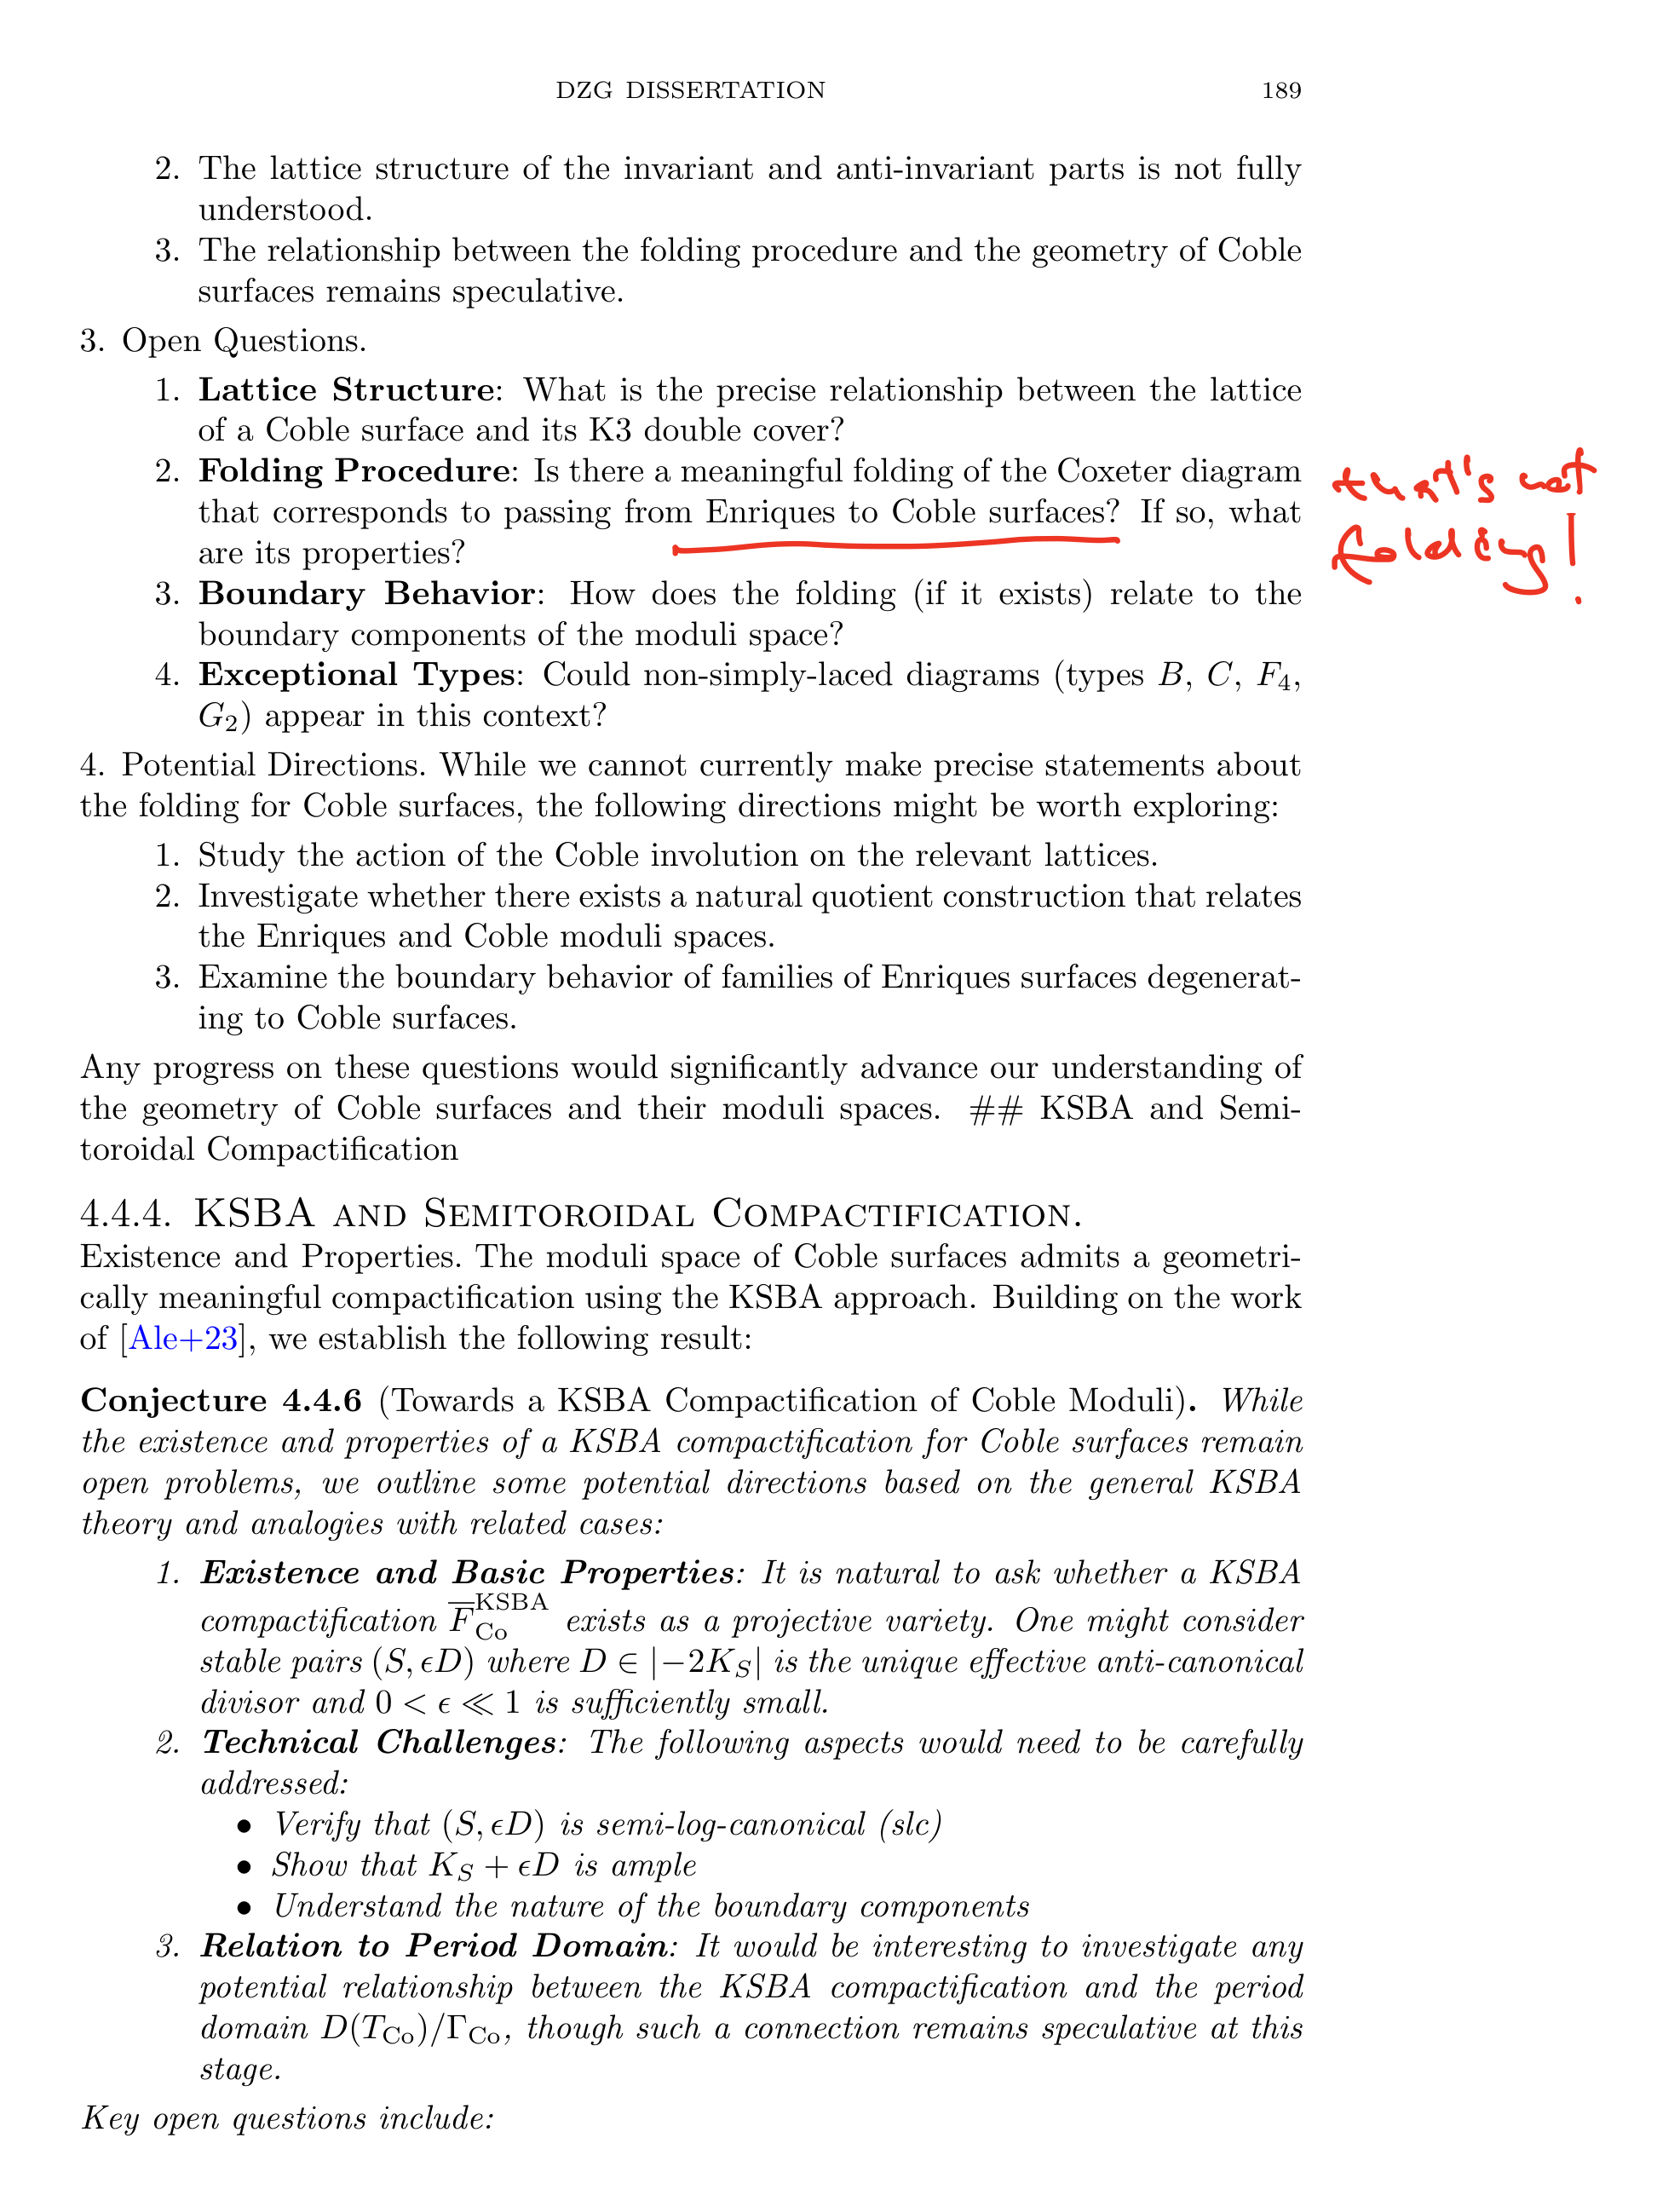 DZG DISSERTATION 189
2. The lattice structure of the invariant and anti-invariant parts is not fully
understood.
3. The relationship between the folding procedure and the geometry of Coble
surfaces remains speculative.
3. Open Questions.
1. Lattice Structure: What is the precise relationship between the lattice
of a Coble surface and its K3 double cover?
2. Folding Procedure: Is there a meaningful folding of the Coxeter diagram
that corresponds to passing from Enriques to Coble surfaces? If so, what
are its properties?
that's not
folding!
3. Boundary Behavior: How does the folding (if it exists) relate to the
boundary components of the moduli space?
4. Exceptional Types: Could non-simply-laced diagrams (types B, C, F₄,
G₂) appear in this context?
4. Potential Directions. While we cannot currently make precise statements about
the folding for Coble surfaces, the following directions might be worth exploring:
1. Study the action of the Coble involution on the relevant lattices.
2. Investigate whether there exists a natural quotient construction that relates
the Enriques and Coble moduli spaces.
3. Examine the boundary behavior of families of Enriques surfaces degenerat-
ing to Coble surfaces.
Any progress on these questions would significantly advance our understanding of
the geometry of Coble surfaces and their moduli spaces. ## KSBA and Semi-
toroidal Compactification
4.4.4. KSBA AND SEMITOROIDAL COMPACTIFICATION.
Existence and Properties. The moduli space of Coble surfaces admits a geometri-
cally meaningful compactification using the KSBA approach. Building on the work
of [Ale+23], we establish the following result:
Conjecture 4.4.6 (Towards a KSBA Compactification of Coble Moduli). While
the existence and properties of a KSBA compactification for Coble surfaces remain
open problems, we outline some potential directions based on the general KSBA
theory and analogies with related cases:
1. Existence and Basic Properties: It is natural to ask whether a KSBA
compactification F̅_Co^KSBA exists as a projective variety. One might consider
stable pairs (S, ϵD) where D ∈ |−2K_S| is the unique effective anti-canonical
divisor and 0 < ϵ ≪ 1 is sufficiently small.
2. Technical Challenges: The following aspects would need to be carefully
addressed:
• Verify that (S, ϵD) is semi-log-canonical (slc)
• Show that K_S + ϵD is ample
• Understand the nature of the boundary components
3. Relation to Period Domain: It would be interesting to investigate any
potential relationship between the KSBA compactification and the period
domain D(T_Co)/Γ_Co, though such a connection remains speculative at this
stage.
Key open questions include: